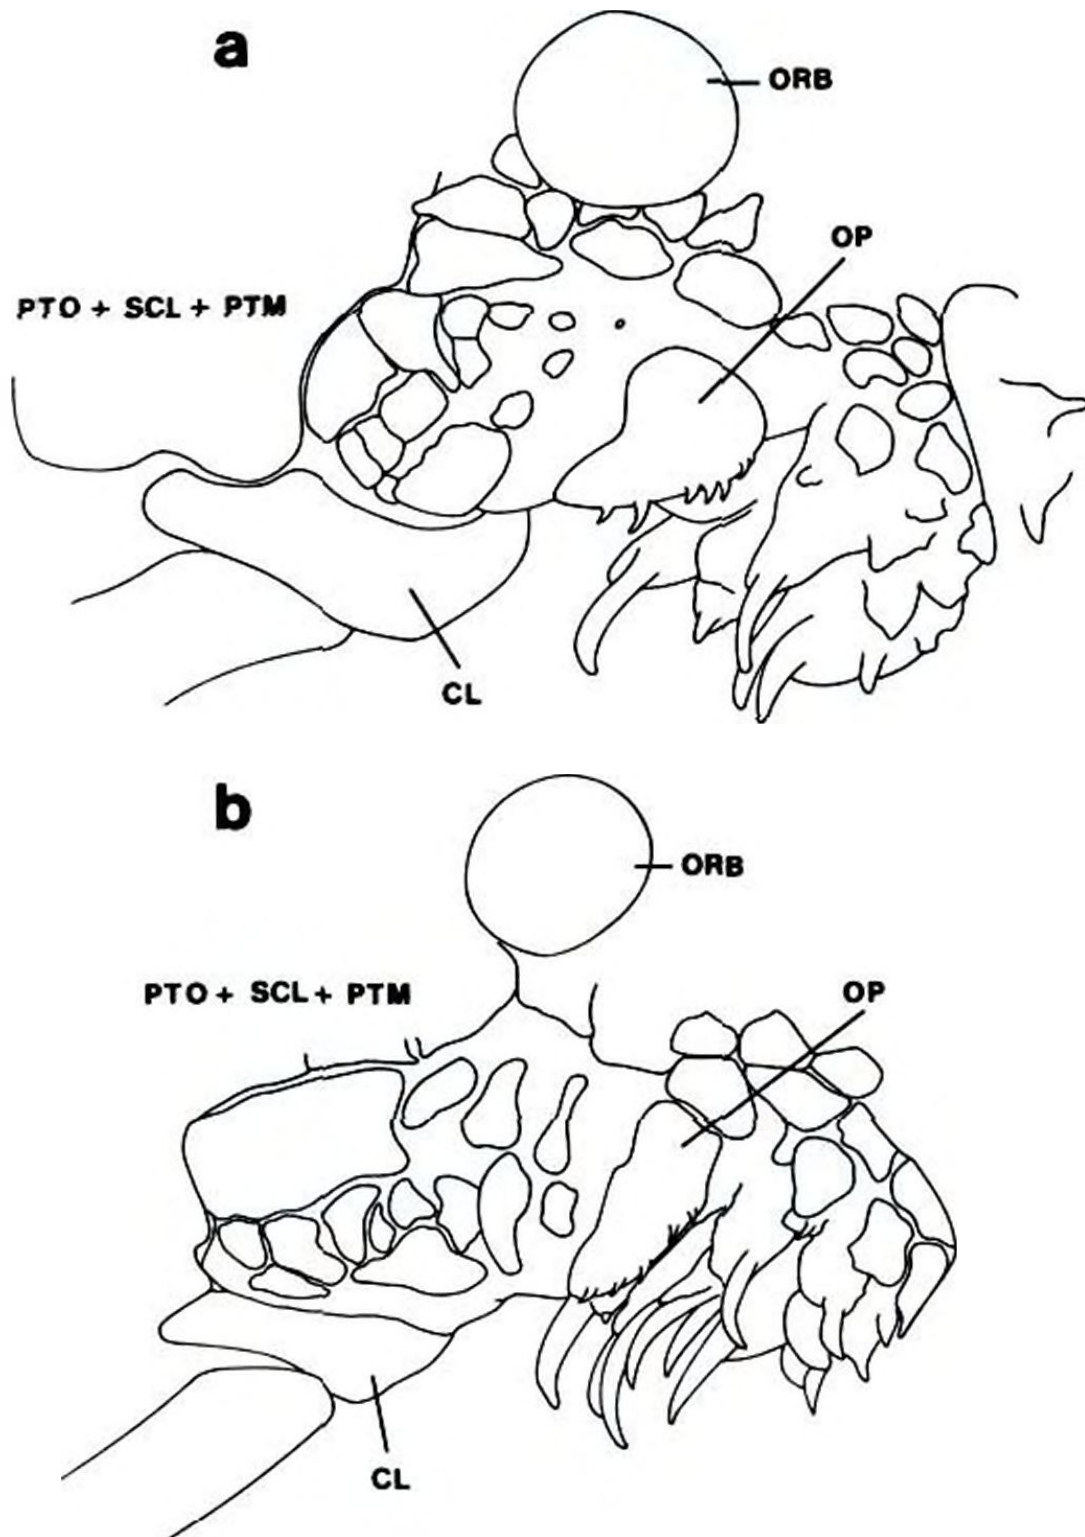 a
ORB
OP
PTO + SCL + PTM
CL
b
ORB
PTO + SCL + PTM
OP
CL